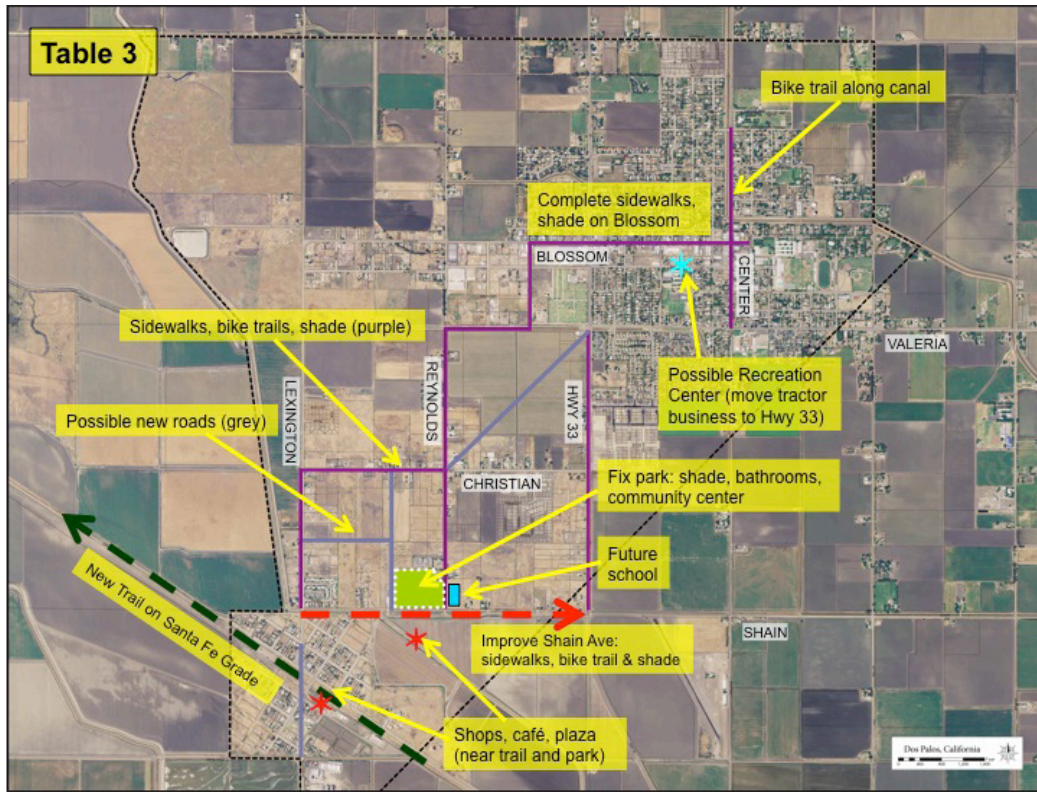 Table 3
Bike trail along canal
Complete sidewalks,
shade on Blossom
BLOSSOM
CENTER
Sidewalks, bike trails, shade (purple)
REYNOLDS
HWY 33
VALERIA
Possible Recreation
Center (move tractor
business to Hwy 33)
LEXINGTON
Possible new roads (grey)
CHRISTIAN
Fix park: shade, bathrooms,
community center
Future
school
New Trail on Santa Fe Grade
Improve Shain Ave:
sidewalks, bike trail & shade
SHAIN
Shops, café, plaza
(near trail and park)
Dos Palos, California